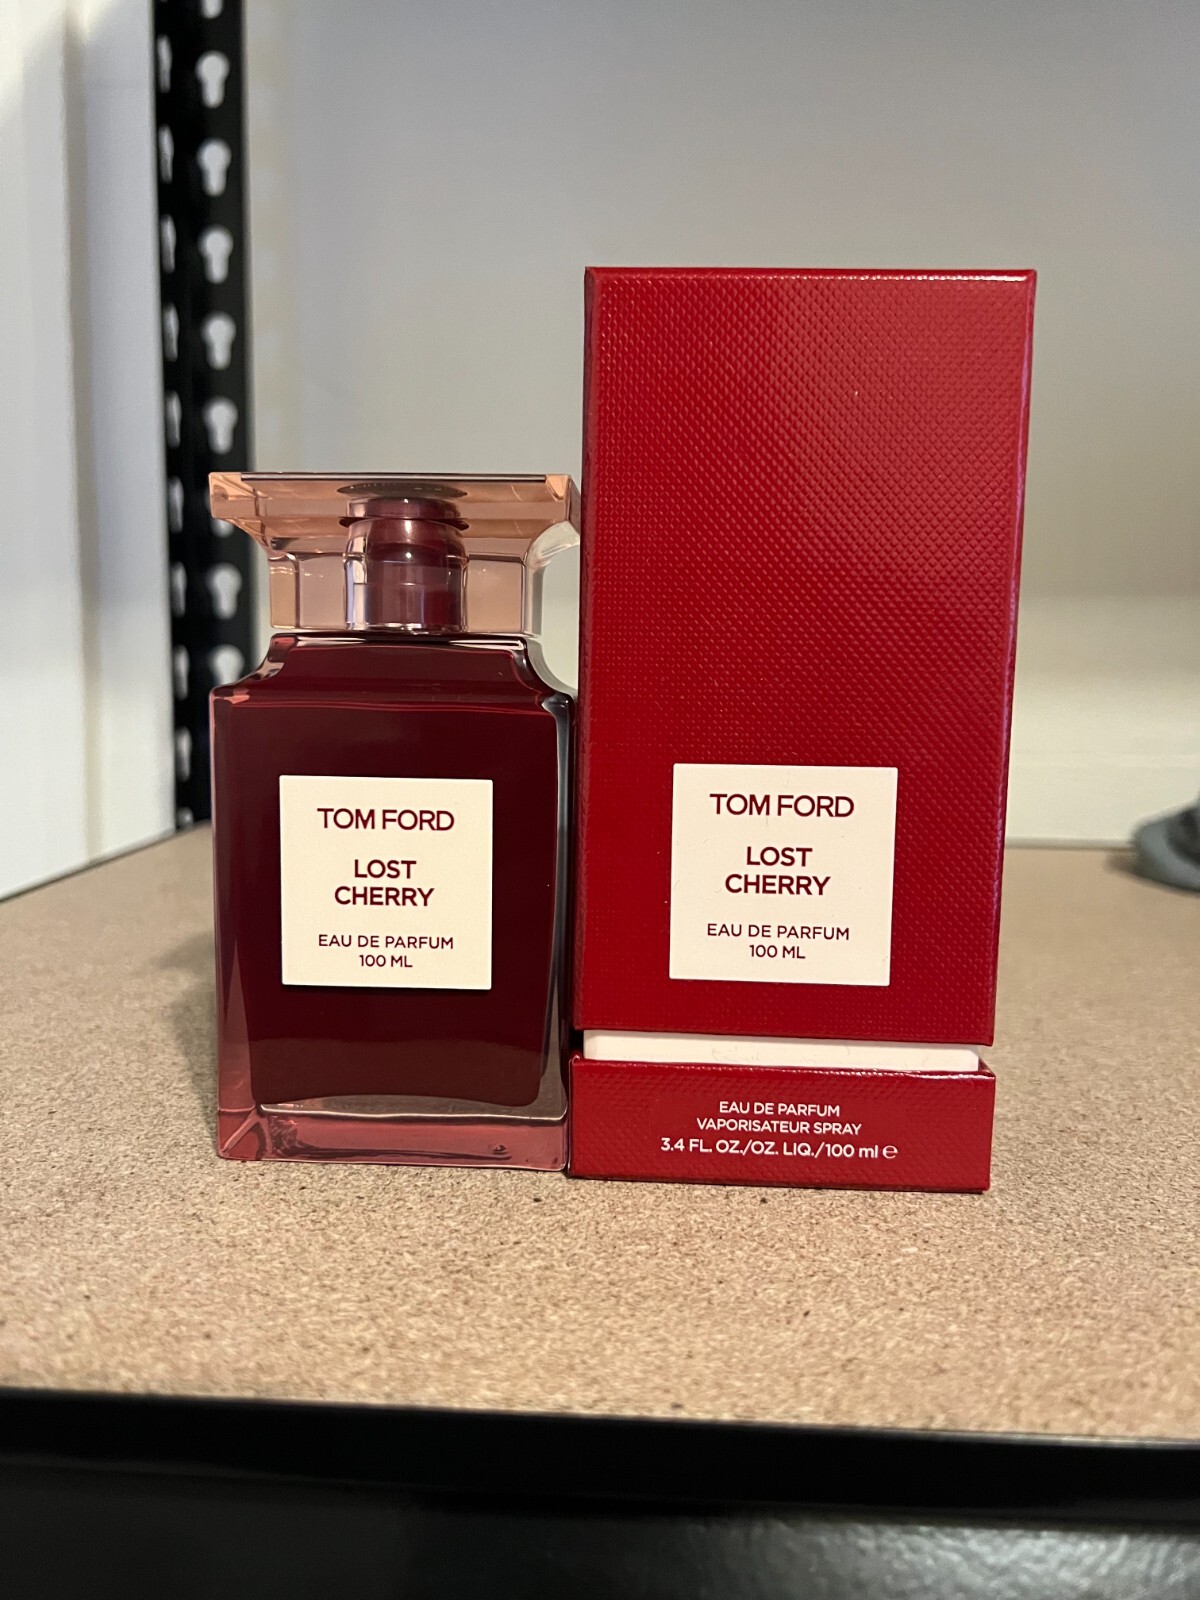 TOM FORD
LOST
CHERRY
EAU DE PARFUM
100 ML
TOM FORD
LOST
CHERRY
EAU DE PARFUM
100 ML
EAU DE PARFUM
VAPORISATEUR SPRAY
3.4 FL. OZ./OZ. LIQ./100 ml ℮